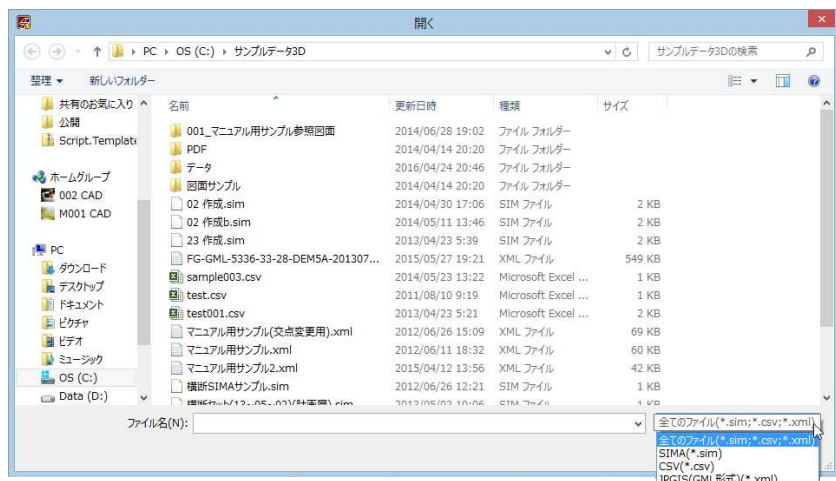 開く
PC ▸ OS (C:) ▸ サンプルデータ3D
サンプルデータ3Dの検索
整理 新しいフォルダー
共有のお気に入り
公開
Script.Template
ホームグループ
002 CAD
M001 CAD
PC
ダウンロード
デスクトップ
ドキュメント
ピクチャ
ビデオ
ミュージック
OS (C:)
Data (D:)
名前 更新日時 種類 サイズ
001_マニュアル用サンプル参照図面 2014/06/28 19:02 ファイル フォルダー
PDF 2014/04/14 20:20 ファイル フォルダー
データ 2016/04/24 20:46 ファイル フォルダー
図面サンプル 2014/04/14 20:20 ファイル フォルダー
02 作成.sim 2014/04/30 17:06 SIM ファイル 2 KB
02 作成b.sim 2014/05/11 13:46 SIM ファイル 2 KB
23 作成.sim 2013/04/23 5:39 SIM ファイル 2 KB
FG-GML-5336-33-28-DEM5A-201307... 2015/05/27 19:21 XML ファイル 549 KB
sample003.csv 2014/05/23 13:22 Microsoft Excel ... 1 KB
test.csv 2011/08/10 9:19 Microsoft Excel ... 1 KB
test001.csv 2013/04/23 5:21 Microsoft Excel ... 2 KB
マニュアル用サンプル(交点変更用).xml 2012/06/26 15:09 XML ファイル 69 KB
マニュアル用サンプル.xml 2012/06/11 18:32 XML ファイル 60 KB
マニュアル用サンプル2.xml 2015/04/12 13:56 XML ファイル 42 KB
横断SIMAサンプル.sim 2012/06/26 12:21 SIM ファイル 1 KB
ファイル名(N):
全てのファイル(*.sim;*.csv;*.xml)
全てのファイル(*.sim;*.csv;*.xml)
SIMA(*.sim)
CSV(*.csv)
JPGIS(GML形式)(*.xml)